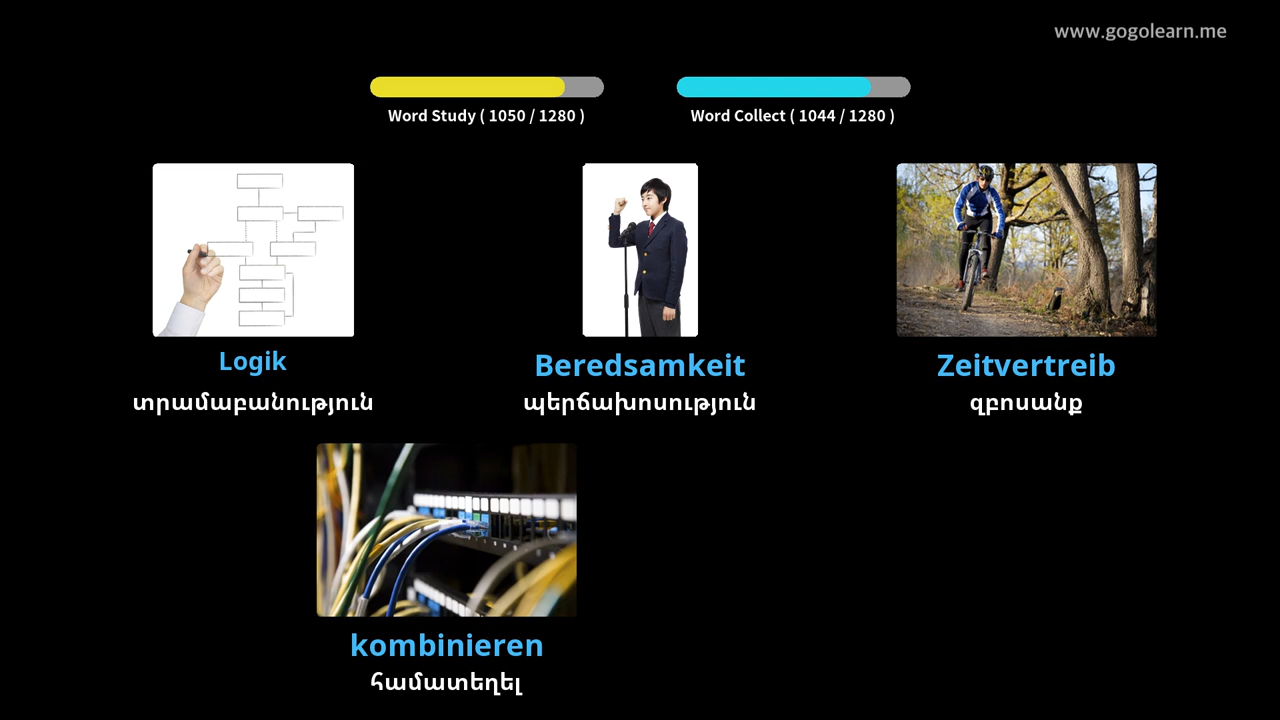 www.gogolearn.me
Word Study ( 1050 / 1280 )
Word Collect ( 1044 / 1280 )
Logik
Beredsamkeit
Zeitvertreib
տրամաբանություն
պերճախոսություն
զբոսանք
kombinieren
համատեղել